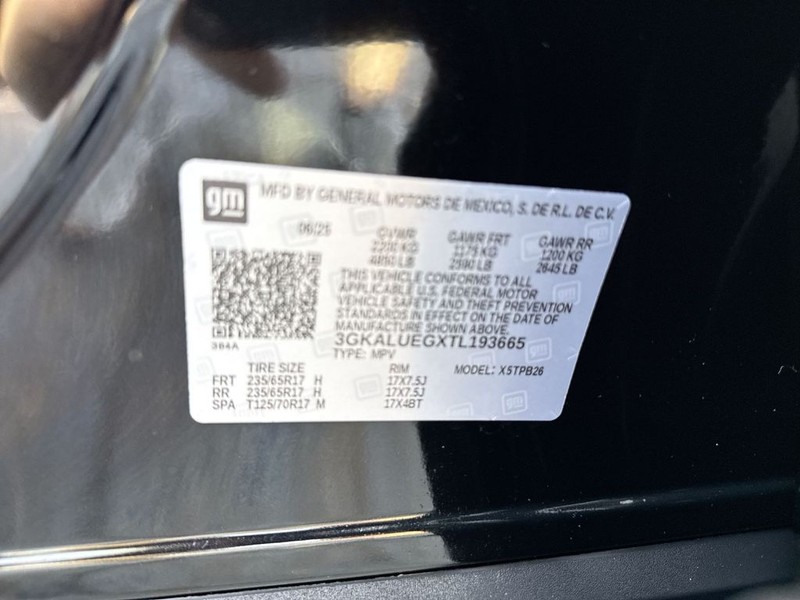 gm MFD BY GENERAL MOTORS DE MEXICO, S. DE R.L. DE C.V.
06/25 GVWR GAWR FRT GAWR RR
2200 KG 1175 KG 1200 KG
4850 LB 2590 LB 2645 LB
THIS VEHICLE CONFORMS TO ALL
APPLICABLE U.S. FEDERAL MOTOR
VEHICLE SAFETY AND THEFT PREVENTION
STANDARDS IN EFFECT ON THE DATE OF
MANUFACTURE SHOWN ABOVE.
384A 3GKALUEGXTL193665
TYPE: MPV
TIRE SIZE RIM MODEL: X5TPB26
FRT 235/65R17 H 17X7.5J
RR 235/65R17 H 17X7.5J
SPA T125/70R17 M 17X4BT